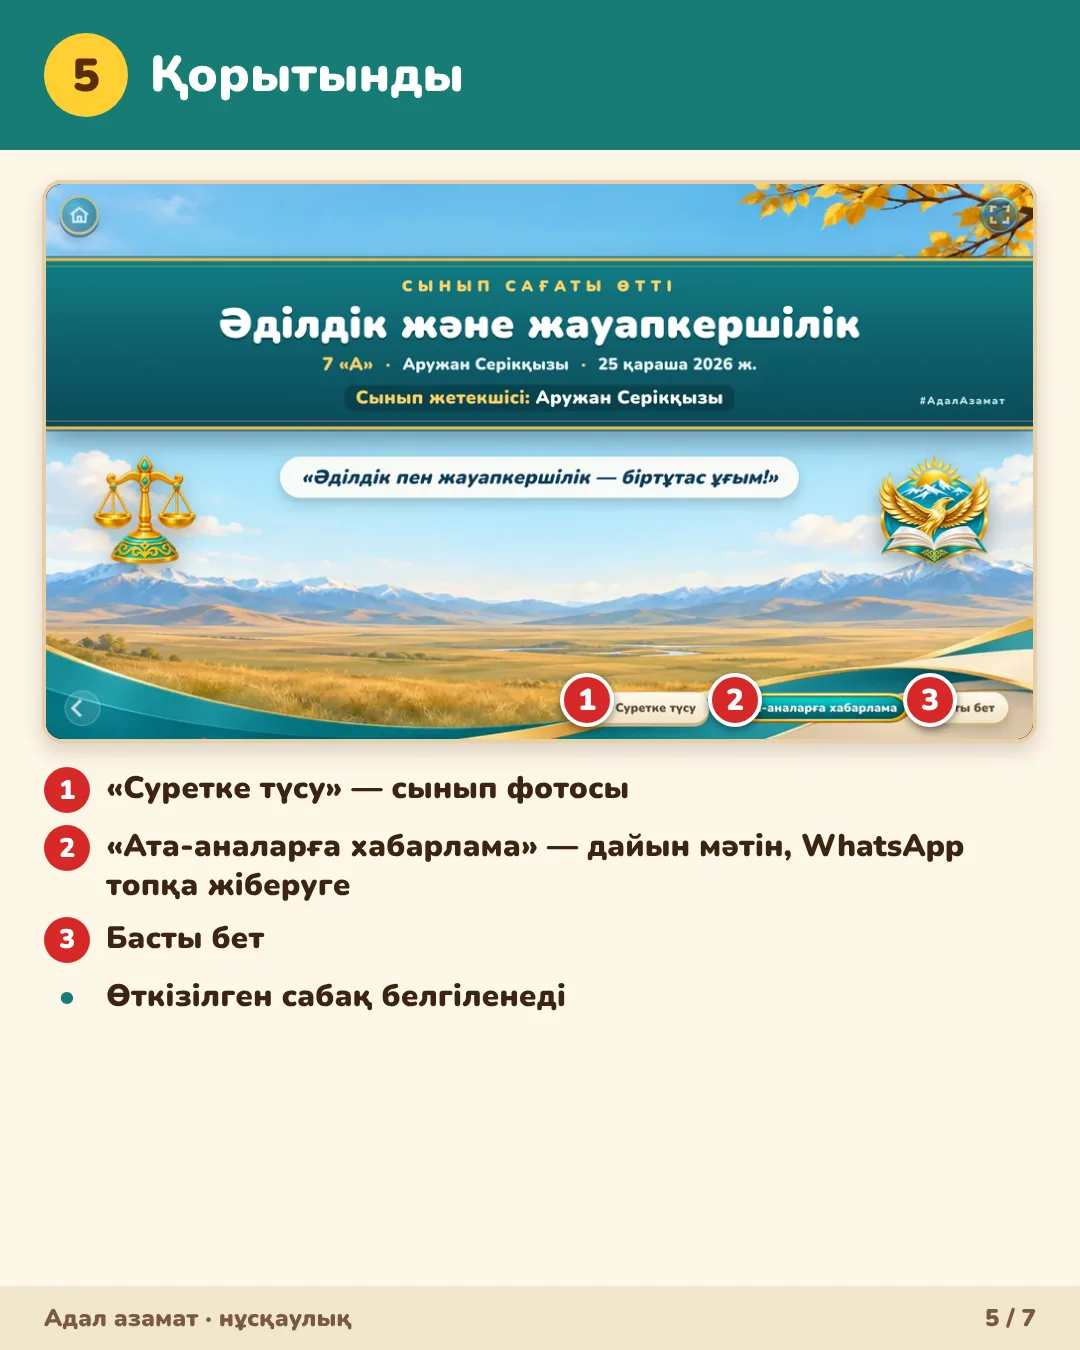 5 Қорытынды
СЫНЫП САҒАТЫ ӨТТІ
Әділдік және жауапкершілік
7 «А» · Аружан Серікқызы · 25 қараша 2026 ж.
Сынып жетекшісі: Аружан Серікқызы
#АдалАзамат
«Әділдік пен жауапкершілік — біртұтас ұғым!»
1 Суретке түсу 2 -аналарға хабарлама 3 ты бет
1 «Суретке түсу» — сынып фотосы
2 «Ата-аналарға хабарлама» — дайын мәтін, WhatsApp
топқа жіберуге
3 Басты бет
• Өткізілген сабақ белгіленеді
Адал азамат · нұсқаулық 5 / 7